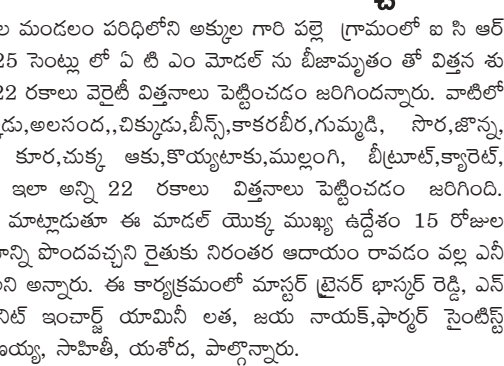 ల మండలం పరిధిలోని అక్కుల గారి పల్లె గ్రామంలో ఐ సి ఆర్
25 సెంట్లు లో ఏ టి ఎం మోడల్ ను బీజామృతం తో విత్తన శు
22 రకాలు వెరైటీ విత్తనాలు పెట్టించడం జరిగిందన్నారు. వాటిలో
డు,అలసంద,,చిక్కుడు,బీన్స్,కాకరబీర,గుమ్మడి, సొర,జొన్న,
కూర,చుక్క ఆకు,కొయ్యటాకు,ముల్లంగి, బీట్రూట్,క్యారెట్,
ఇలా అన్ని 22 రకాలు విత్తనాలు పెట్టించడం జరిగింది.
మాట్లాడుతూ ఈ మాడల్ యొక్క ముఖ్య ఉద్దేశం 15 రోజుల
ాన్ని పొందవచ్చని రైతుకు నిరంతర ఆదాయం రావడం వల్ల ఎనీ
ని అన్నారు. ఈ కార్యక్రమంలో మాస్టర్ ట్రైనర్ భాస్కర్ రెడ్డి, ఎన్
నిట్ ఇంచార్జ్ యామినీ లత, జయ నాయక్,ఫార్మర్ సైంటిస్ట్
ణయ్య, సాహితీ, యశోద, పాల్గొన్నారు.